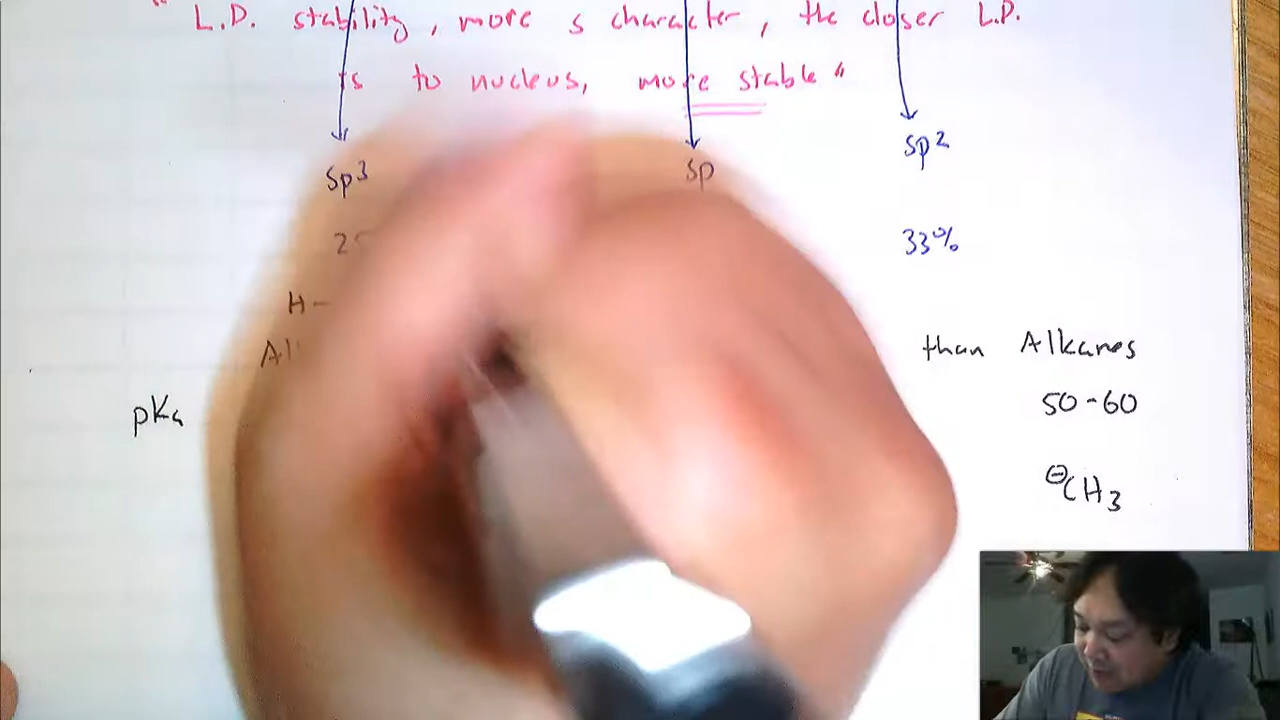 " L.P. stability, more s character, the closer L.P.
is to nucleus, more stable "
sp3 sp sp2
33%
H-
than Alkanes
pKa 50-60
⊖CH3